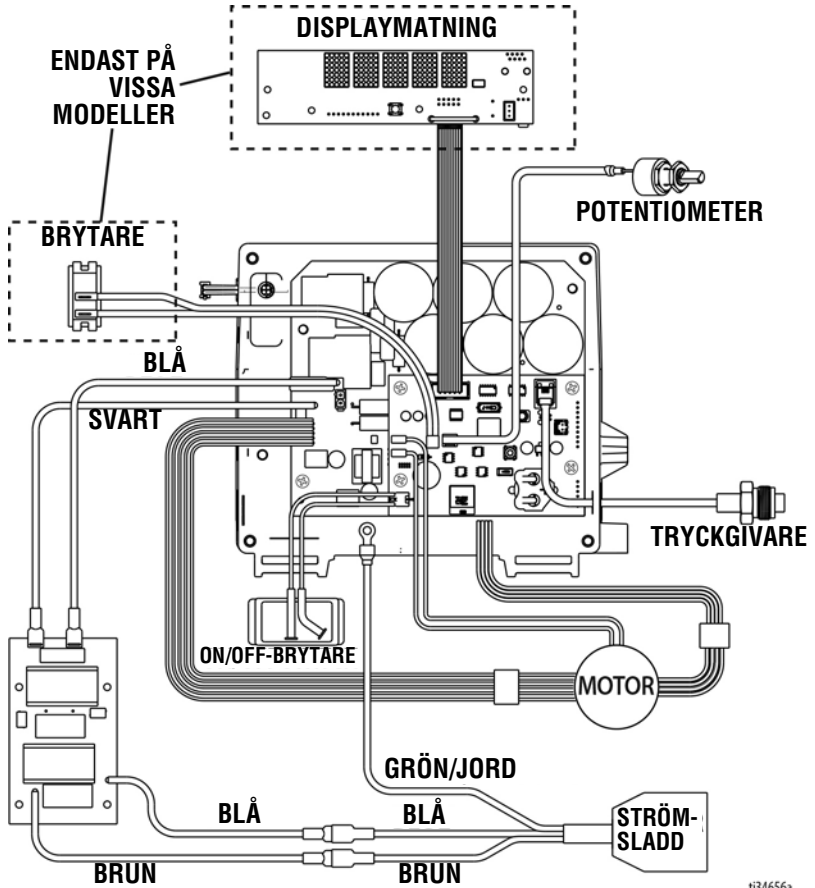 DISPLAYMATNING
ENDAST PÅ
VISSA
MODELLER
POTENTIOMETER
BRYTARE
BLÅ
SVART
TRYCKGIVARE
ON/OFF-BRYTARE
MOTOR
GRÖN/JORD
BLÅ
BLÅ
STRÖM-
SLADD
BRUN
BRUN
ti34656a